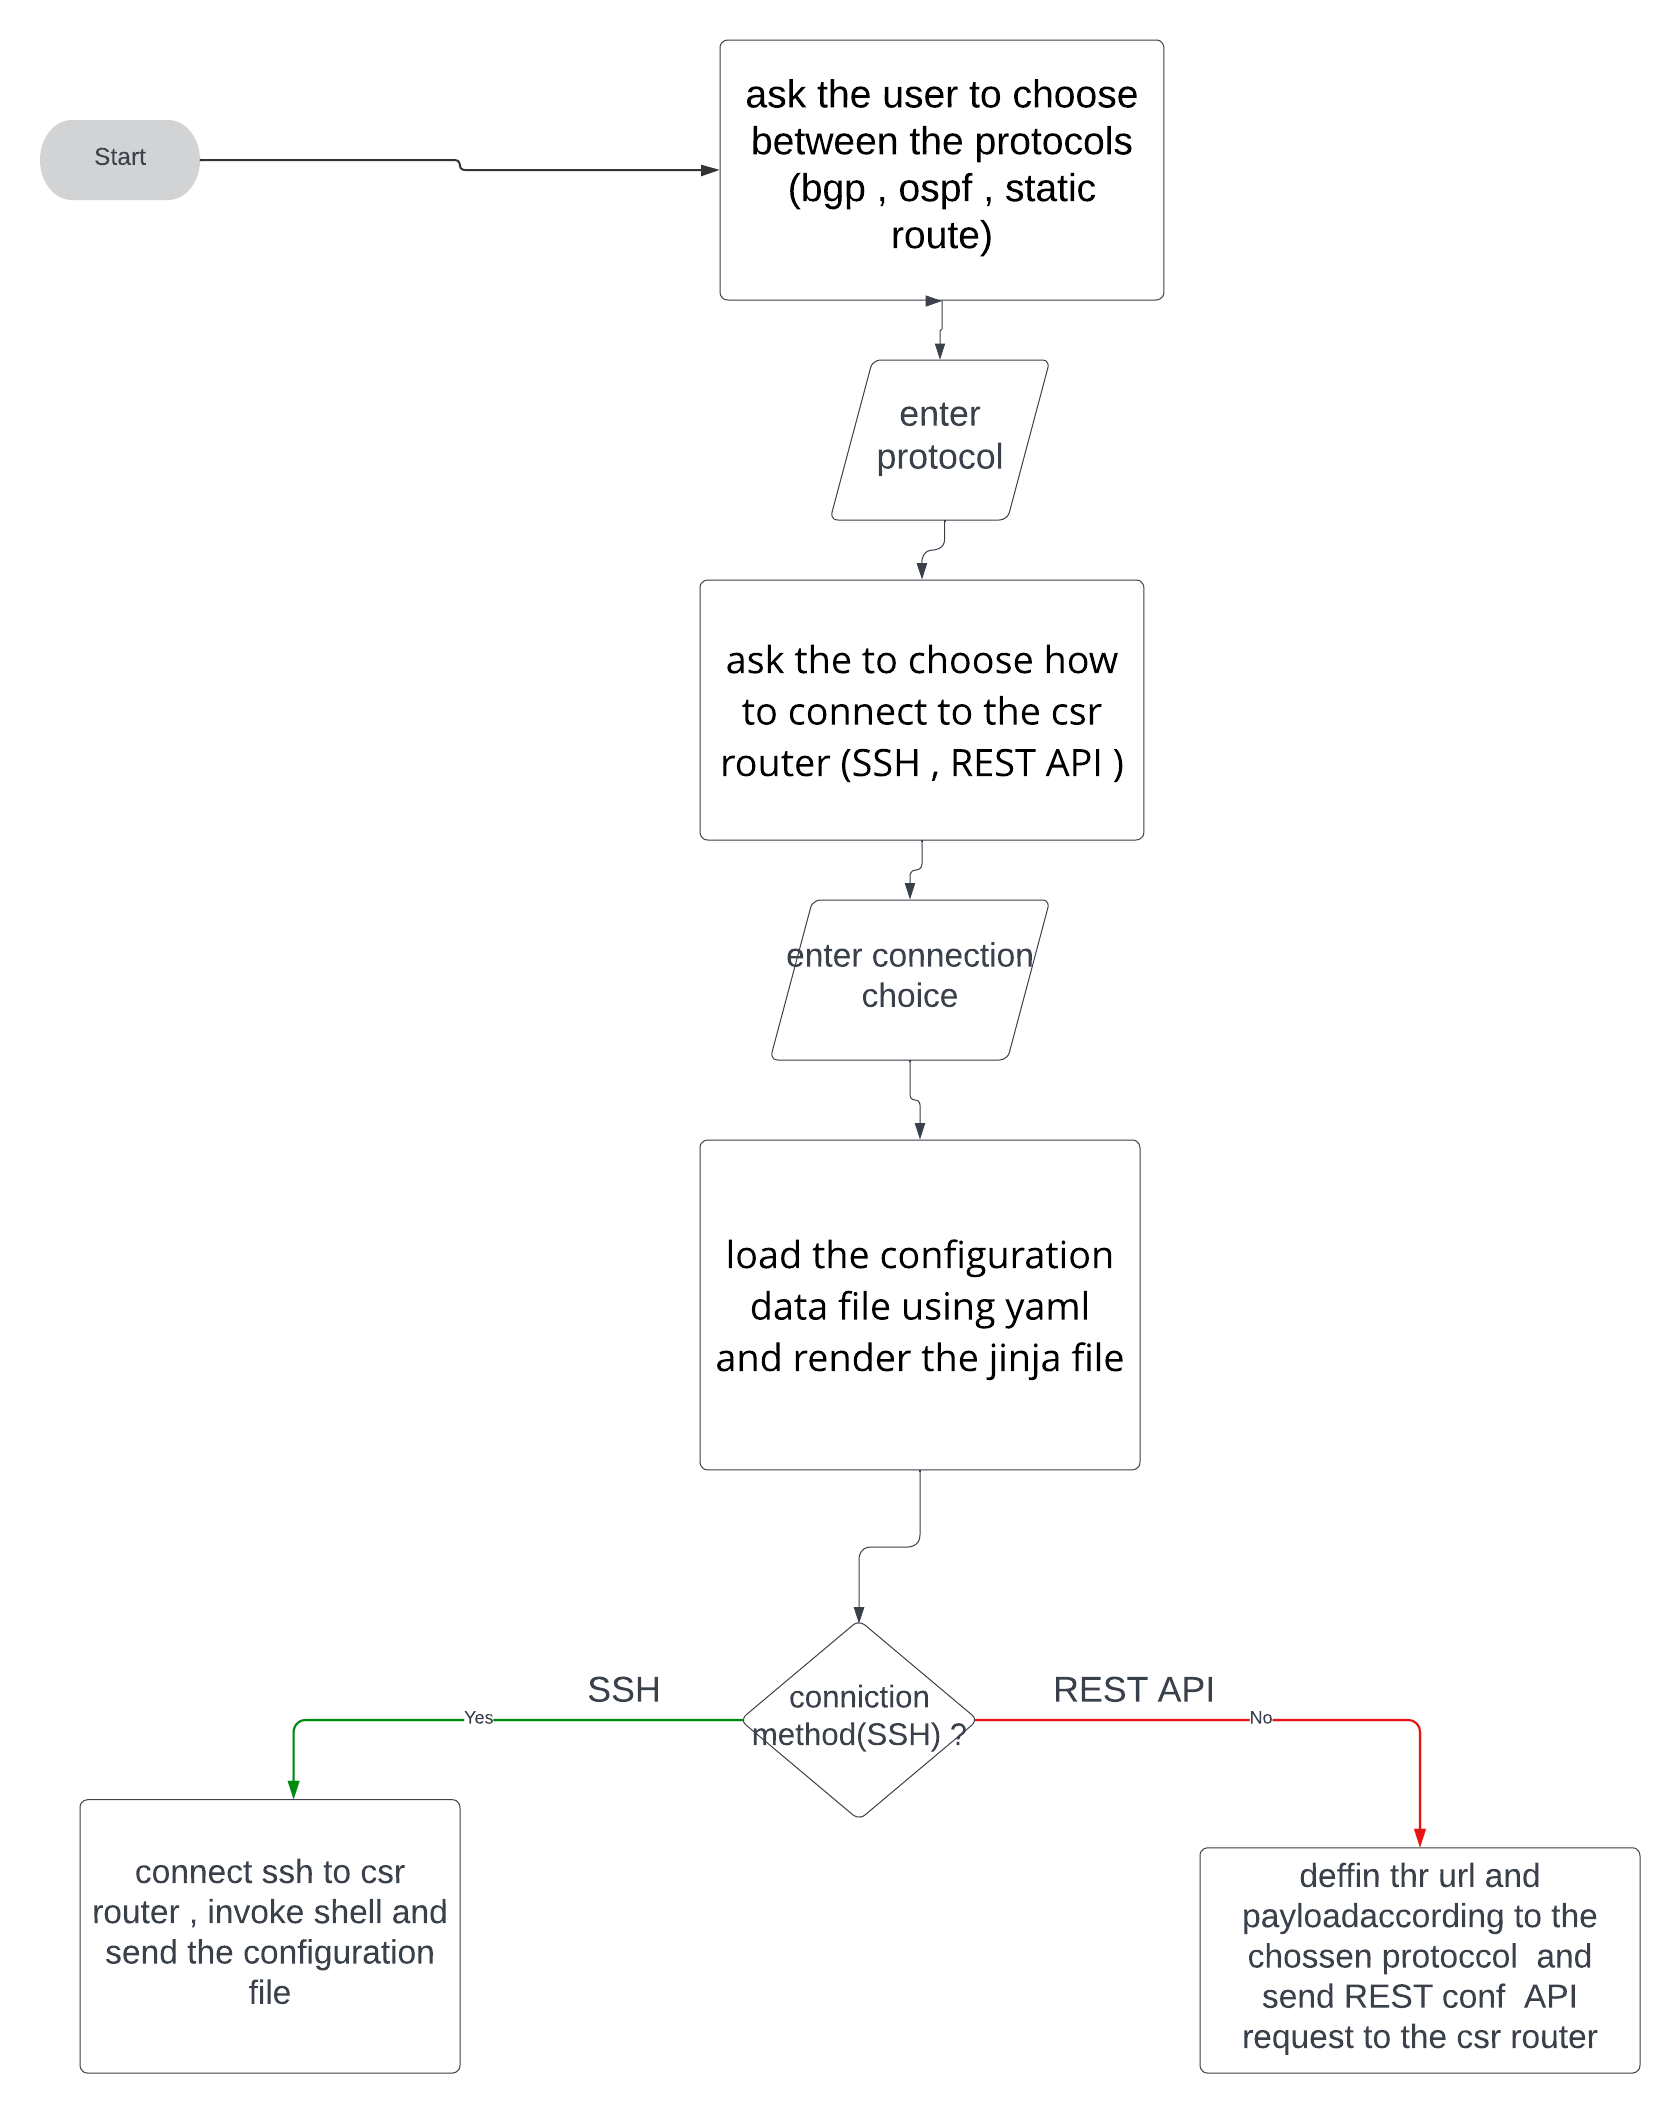 Start
ask the user to choose
between the protocols
(bgp , ospf , static
route)
enter
protocol
ask the to choose how
to connect to the csr
router (SSH , REST API )
enter connection
choice
load the configuration
data file using yaml
and render the jinja file
conniction
method(SSH) ?
SSH
Yes
REST API
No
connect ssh to csr
router , invoke shell and
send the configuration
file
deffin thr url and
payloadaccording to the
chossen protoccol  and
send REST conf  API
request to the csr router